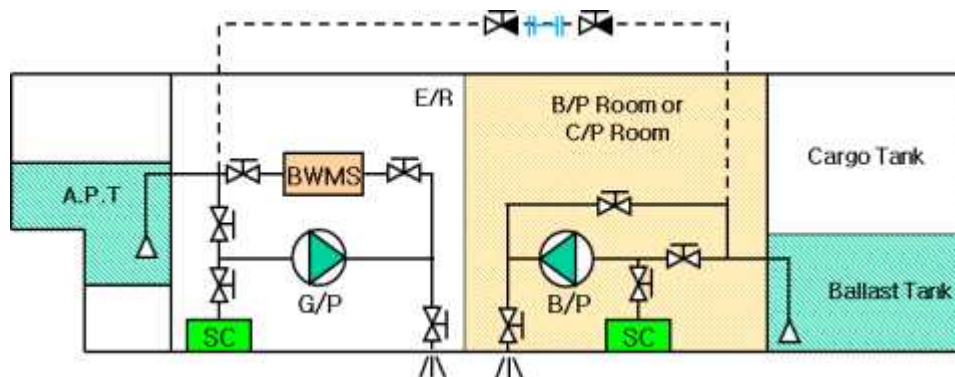 E/R
B/P Room or
C/P Room
Cargo Tank
BWMS
A.P.T
G/P
B/P
Ballast Tank
SC
SC